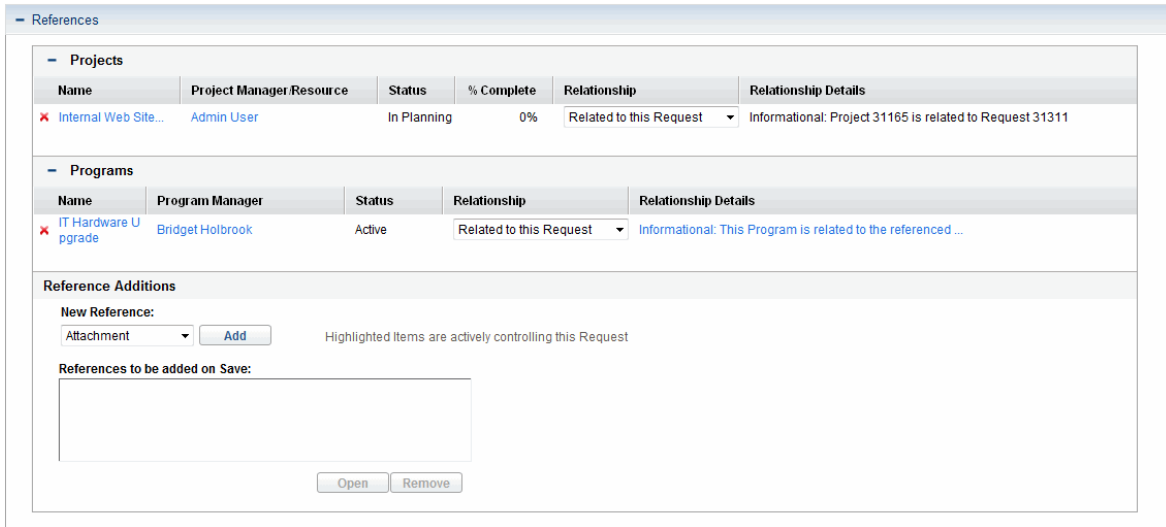 References
Projects
Name Project Manager/Resource Status % Complete Relationship Relationship Details
Internal Web Site... Admin User In Planning 0% Related to this Request Informational: Project 31165 is related to Request 31311
Programs
Name Program Manager Status Relationship Relationship Details
IT Hardware U
pgrade Bridget Holbrook Active Related to this Request Informational: This Program is related to the referenced ...
Reference Additions
New Reference:
Attachment Add Highlighted Items are actively controlling this Request
References to be added on Save:
Open Remove